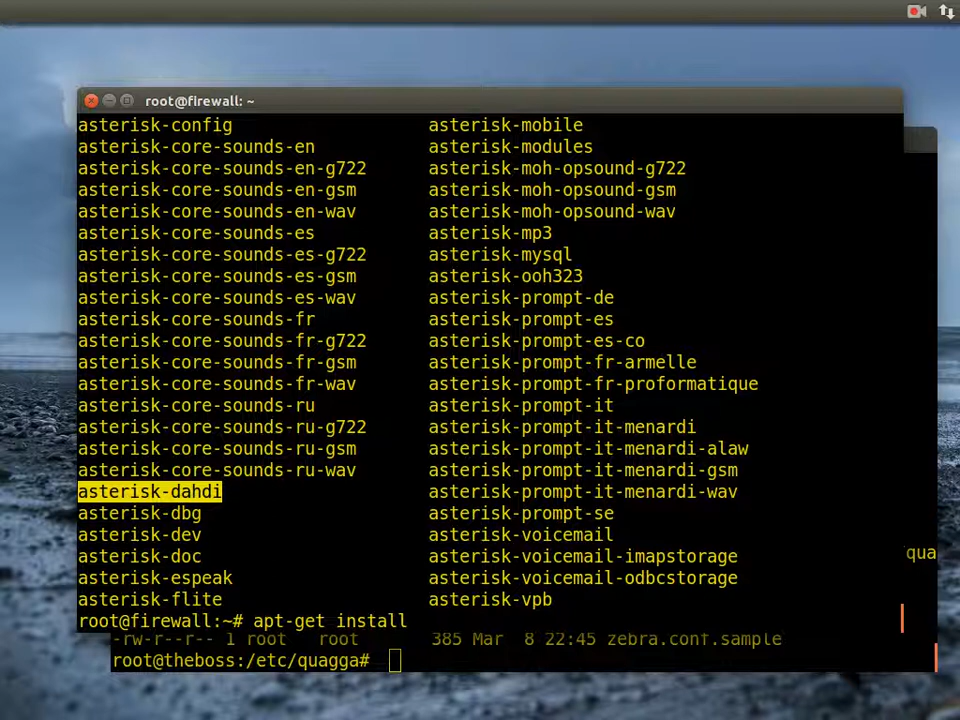 root@firewall: ~
asterisk-config asterisk-mobile
asterisk-core-sounds-en asterisk-modules
asterisk-core-sounds-en-g722 asterisk-moh-opsound-g722
asterisk-core-sounds-en-gsm asterisk-moh-opsound-gsm
asterisk-core-sounds-en-wav asterisk-moh-opsound-wav
asterisk-core-sounds-es asterisk-mp3
asterisk-core-sounds-es-g722 asterisk-mysql
asterisk-core-sounds-es-gsm asterisk-ooh323
asterisk-core-sounds-es-wav asterisk-prompt-de
asterisk-core-sounds-fr asterisk-prompt-es
asterisk-core-sounds-fr-g722 asterisk-prompt-es-co
asterisk-core-sounds-fr-gsm asterisk-prompt-fr-armelle
asterisk-core-sounds-fr-wav asterisk-prompt-fr-proformatique
asterisk-core-sounds-ru asterisk-prompt-it
asterisk-core-sounds-ru-g722 asterisk-prompt-it-menardi
asterisk-core-sounds-ru-gsm asterisk-prompt-it-menardi-alaw
asterisk-core-sounds-ru-wav asterisk-prompt-it-menardi-gsm
asterisk-dahdi asterisk-prompt-it-menardi-wav
asterisk-dbg asterisk-prompt-se
asterisk-dev asterisk-voicemail
asterisk-doc asterisk-voicemail-imapstorage
asterisk-espeak asterisk-voicemail-odbcstorage
asterisk-flite asterisk-vpb
root@firewall:~# apt-get install
qua
-rw-r--r-- 1 root root 385 Mar 8 22:45 zebra.conf.sample
root@theboss:/etc/quagga#